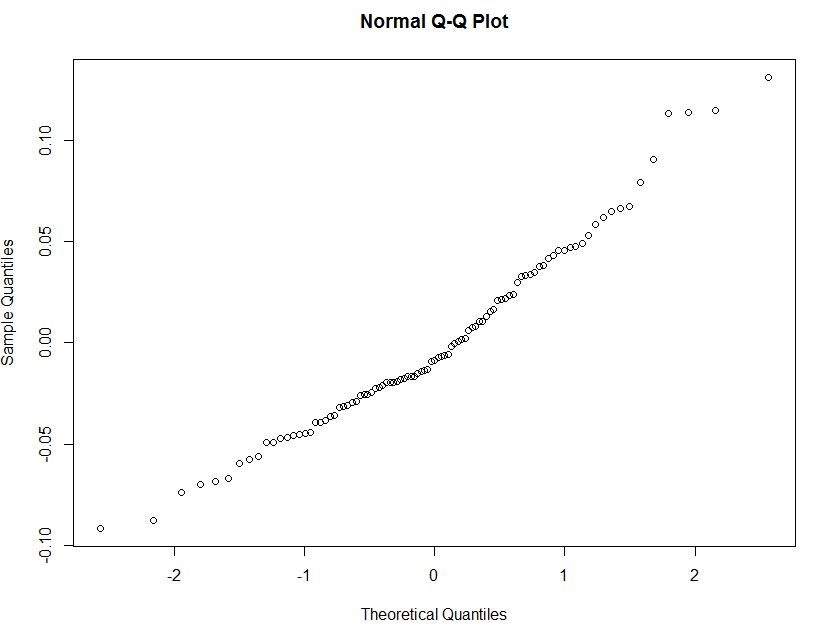 Normal Q-Q Plot
Sample Quantiles
0.10
0.05
0.00
-0.05
-0.10
-2 -1 0 1 2
Theoretical Quantiles